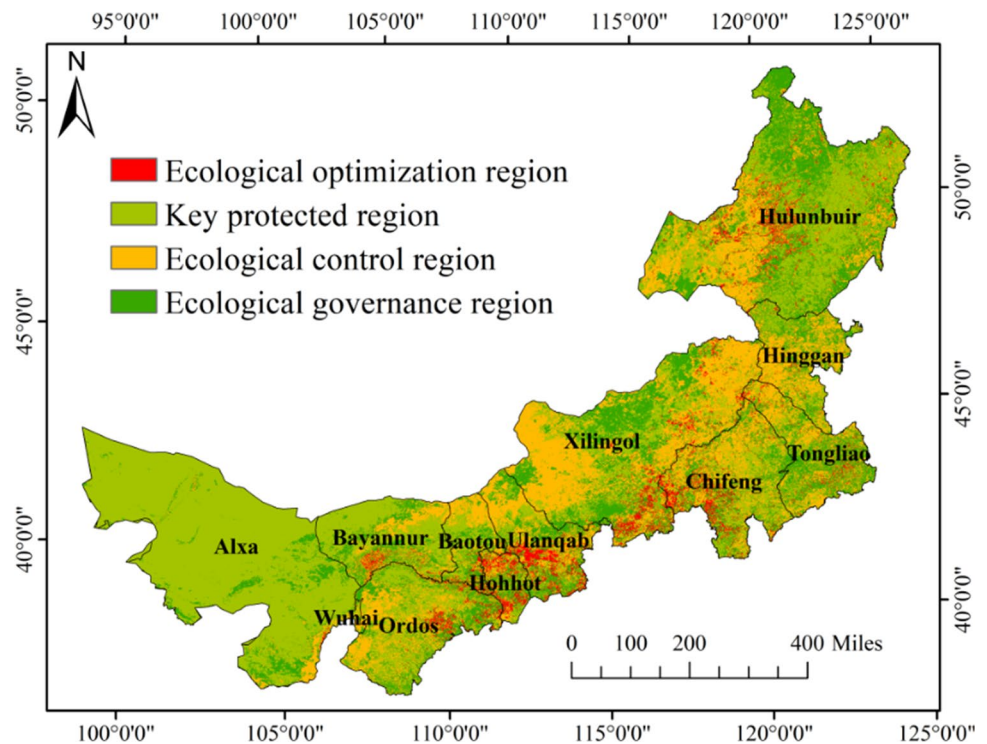 95°0'0" 100°0'0" 105°0'0" 110°0'0" 115°0'0" 120°0'0" 125°0'0"
N
50°0'0"
45°0'0"
40°0'0"
Ecological optimization region
Key protected region
Ecological control region
Ecological governance region
50°0'0"
45°0'0"
40°0'0"
Hulunbuir
Hinggan
Xilingol
Tongliao
Chifeng
Bayannur
Baotou
Ulanqab
Alxa
Hohhot
Wuhai
Ordos
0 100 200 400 Miles
100°0'0" 105°0'0" 110°0'0" 115°0'0" 120°0'0" 125°0'0"